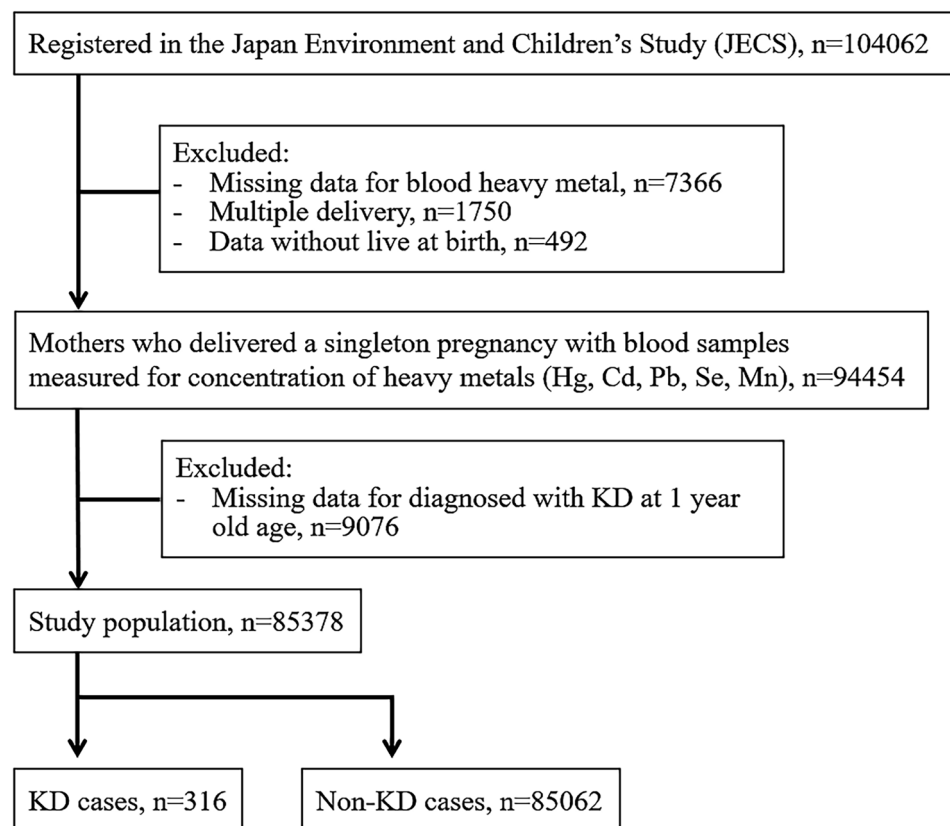 Registered in the Japan Environment and Children’s Study (JECS), n=104062
Excluded:
- Missing data for blood heavy metal, n=7366
- Multiple delivery, n=1750
- Data without live at birth, n=492
Mothers who delivered a singleton pregnancy with blood samples
measured for concentration of heavy metals (Hg, Cd, Pb, Se, Mn), n=94454
Excluded:
- Missing data for diagnosed with KD at 1 year
old age, n=9076
Study population, n=85378
KD cases, n=316
Non-KD cases, n=85062